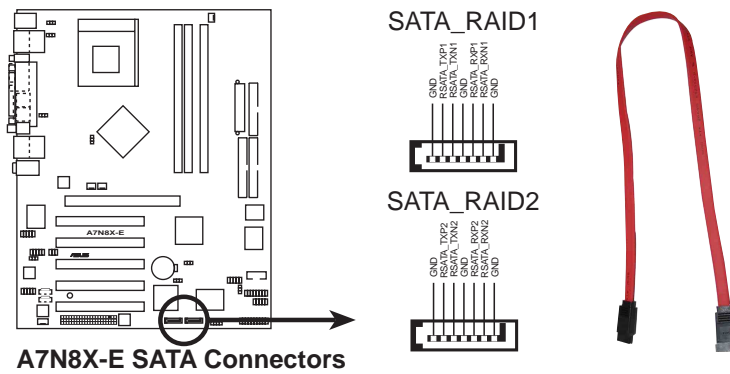 SATA_RAID1
GND
RSATA_TXP1
RSATA_TXN1
GND
RSATA_RXP1
RSATA_RXN1
GND
SATA_RAID2
GND
RSATA_TXP2
RSATA_TXN2
GND
RSATA_RXP2
RSATA_RXN2
GND
A7N8X-E
ASUS
A7N8X-E SATA Connectors